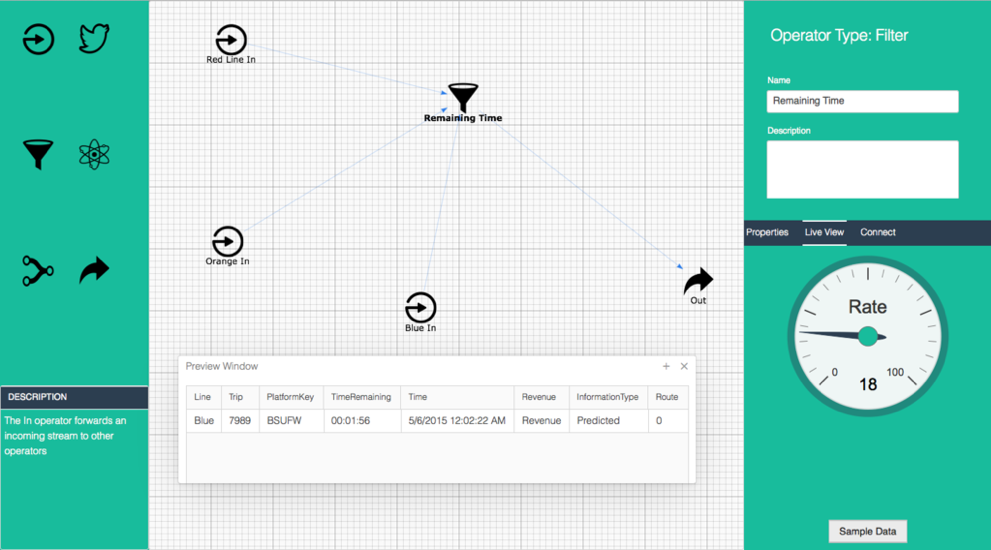 Red Line In
Remaining Time
Orange In
Blue In
Out
DESCRIPTION
The In operator forwards an
incoming stream to other
operators
Preview Window
Line Trip PlatformKey TimeRemaining Time Revenue InformationType Route
Blue 7989 BSUFW 00:01:56 5/6/2015 12:02:22 AM Revenue Predicted 0
Operator Type: Filter
Name
Remaining Time
Description
Properties Live View Connect
Rate
0 100
18
Sample Data